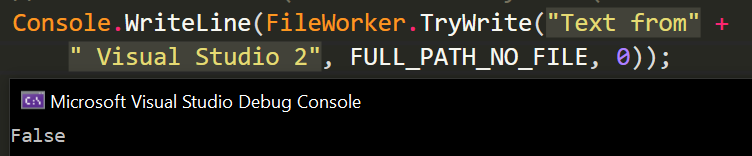 Console.WriteLine(FileWorker.TryWrite("Text from" +
" Visual Studio 2", FULL_PATH_NO_FILE, 0));
Microsoft Visual Studio Debug Console
False